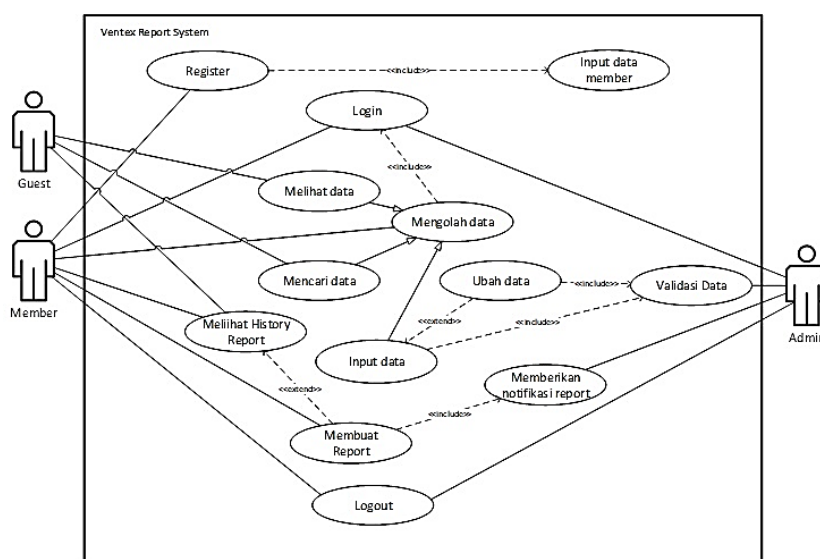 Ventex Report System
Register
<<include>>
Input data
member
Login
Guest
<<include>>
Melihat data
Mengolah data
Member
Mencari data
Ubah data
<<include>>
Validasi Data
Meliihat History
Report
<<extend>>
<<include>>
Input data
Admin
<<extend>>
Memberikan
notifikasi report
<<include>>
Membuat
Report
Logout